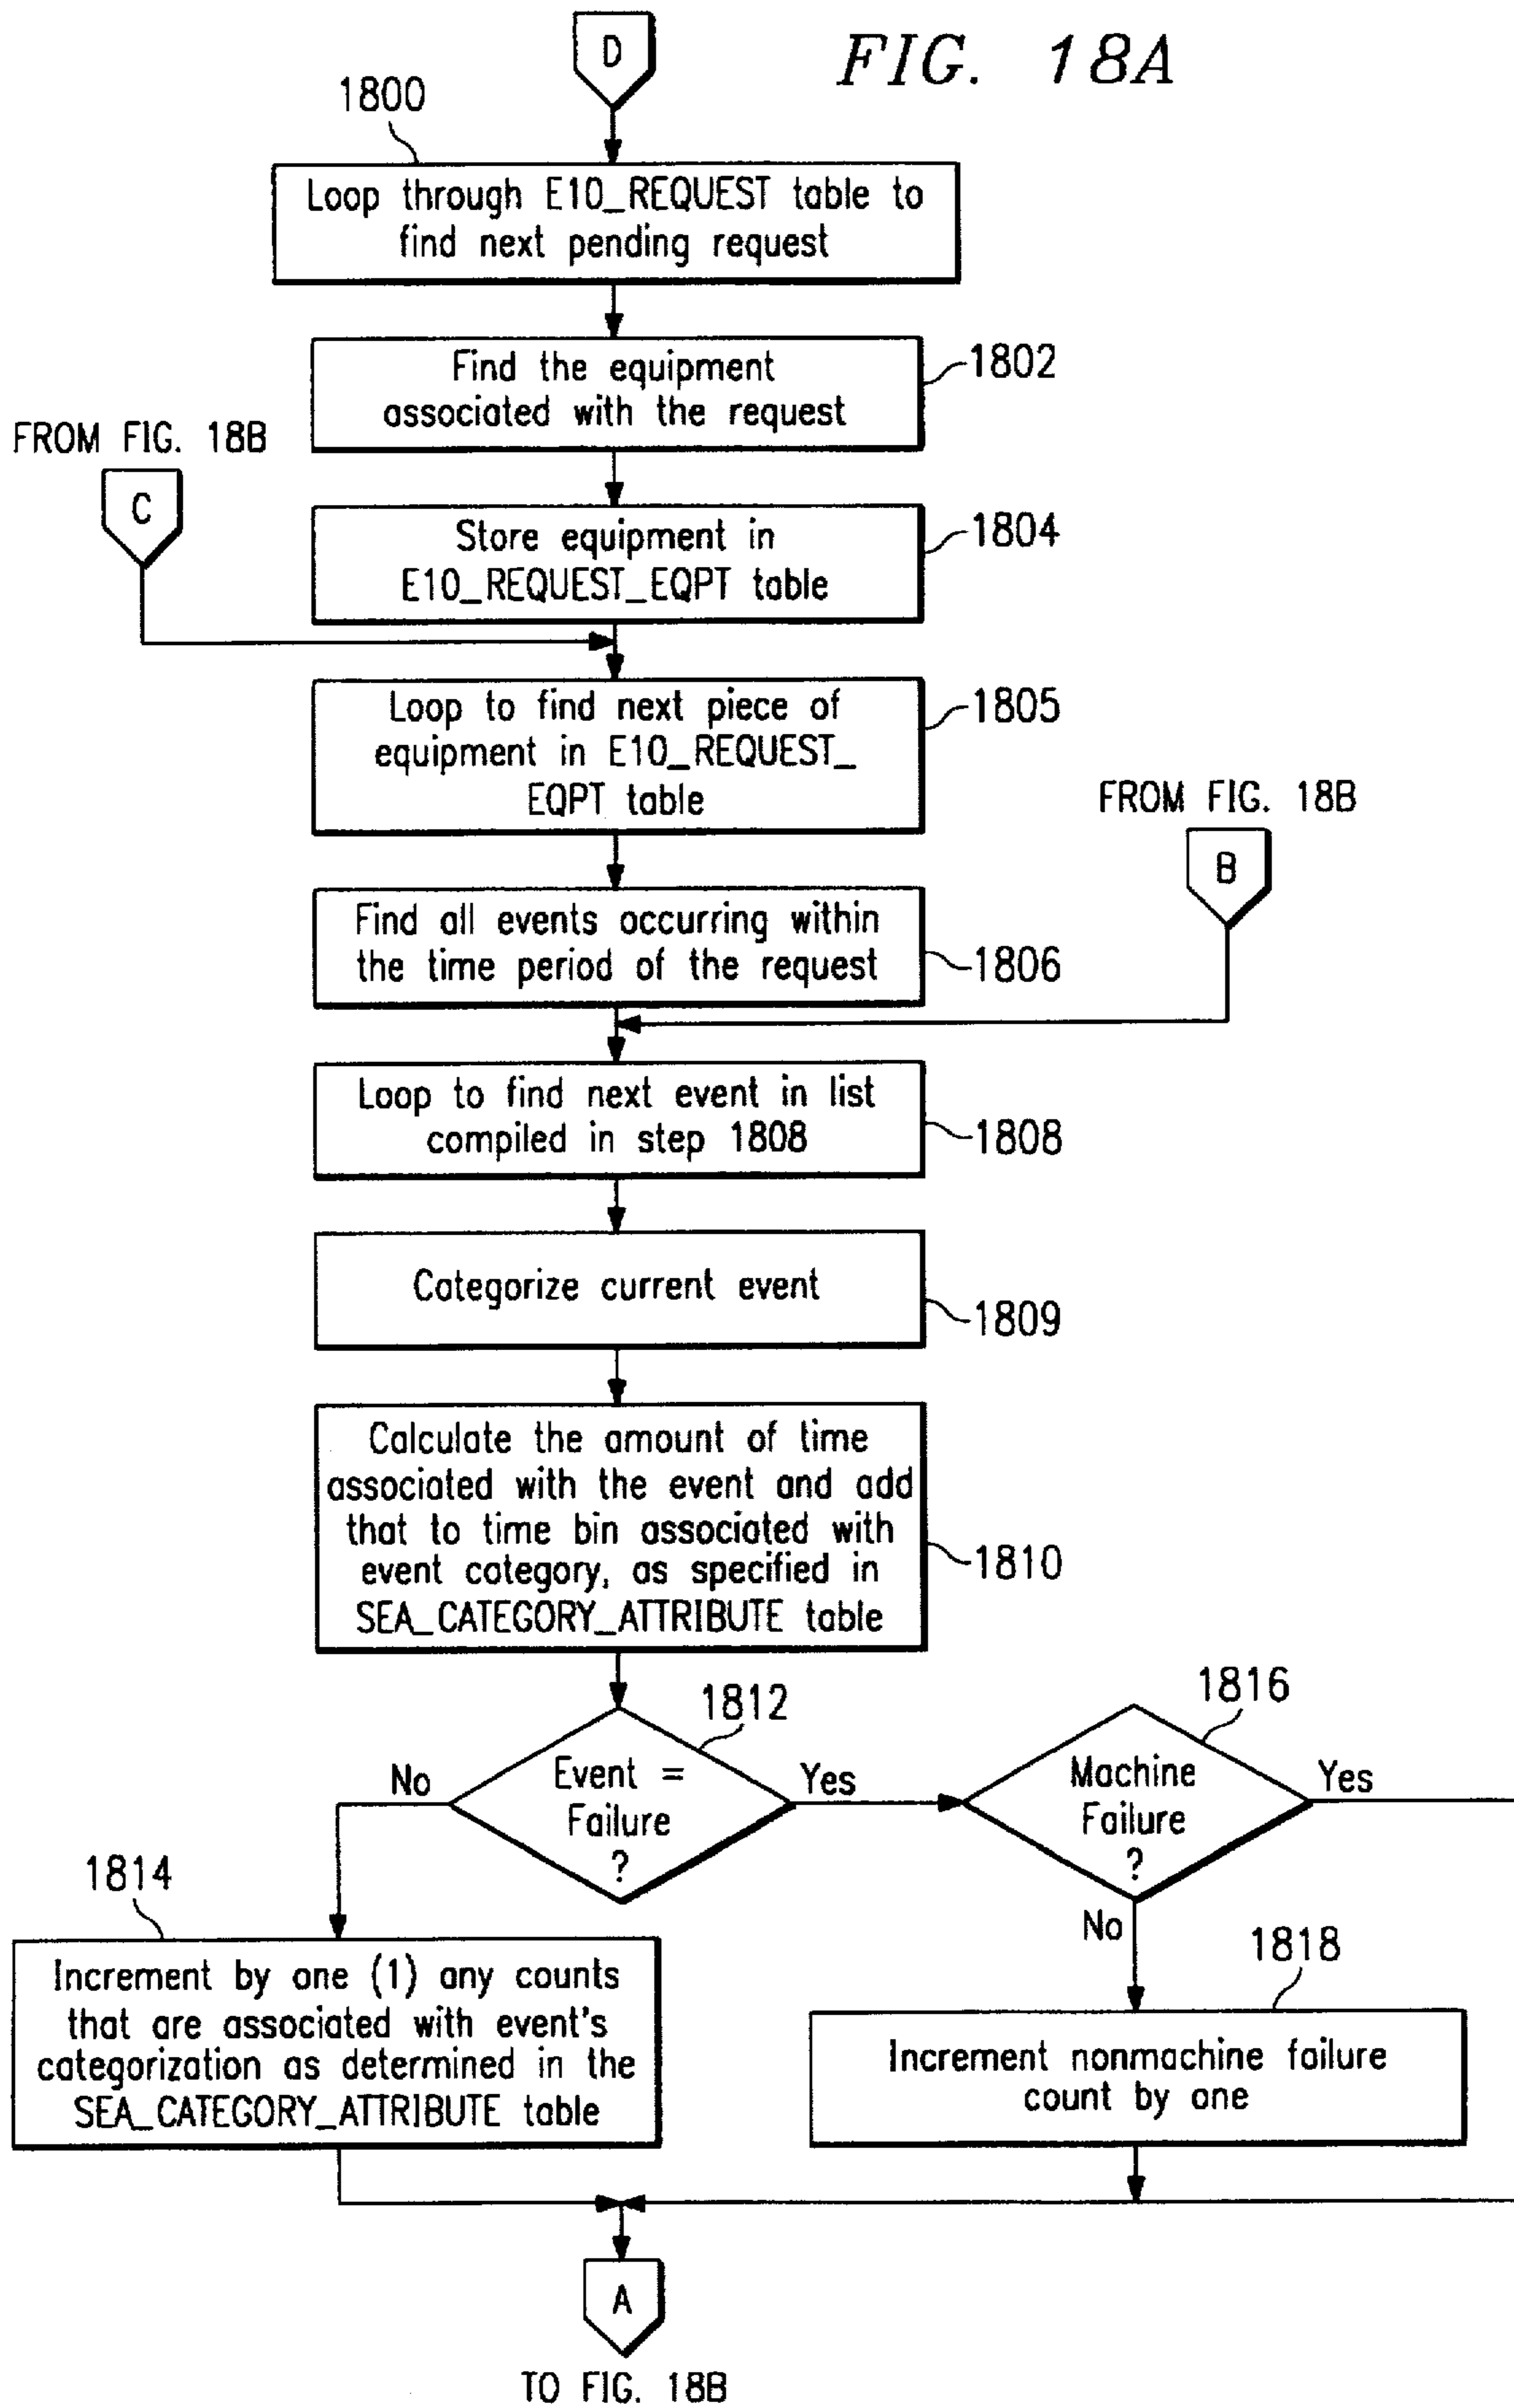 D
FIG. 18A
1800
Loop through E10_REQUEST table to
find next pending request
Find the equipment
associated with the request
1802
FROM FIG. 18B
C
Store equipment in
E10_REQUEST_EQPT table
1804
Loop to find next piece of
equipment in E10_REQUEST_
EQPT table
1805
FROM FIG. 18B
B
Find all events occurring within
the time period of the request
1806
Loop to find next event in list
compiled in step 1808
1808
Categorize current event
1809
Calculate the amount of time
associated with the event and add
that to time bin associated with
event category, as specified in
SEA_CATEGORY_ATTRIBUTE table
1810
1812
Event =
Failure
?
No
Yes
1816
Machine
Failure
?
Yes
No
1814
Increment by one (1) any counts
that are associated with event's
categorization as determined in the
SEA_CATEGORY_ATTRIBUTE table
1818
Increment nonmachine failure
count by one
A
TO FIG. 18B